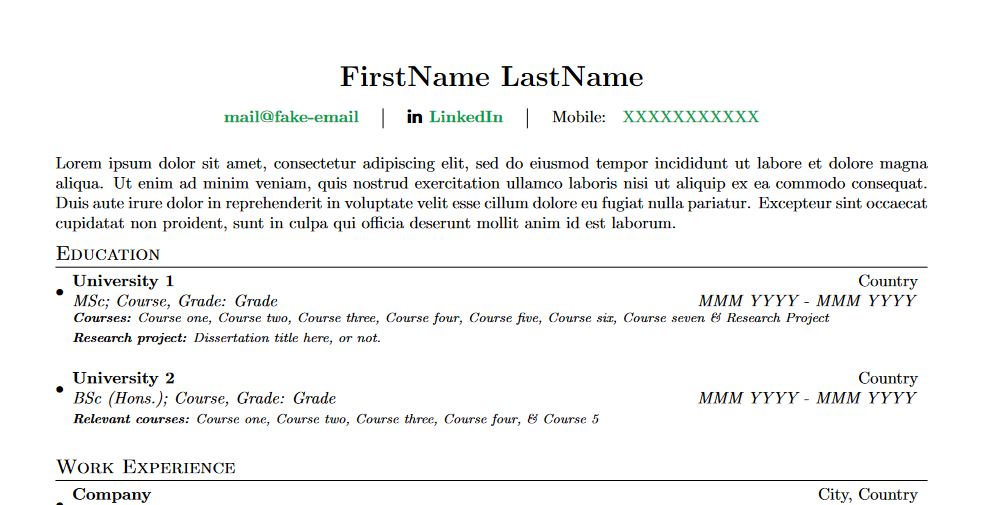 FirstName LastName
mail@fake-email | in LinkedIn | Mobile: XXXXXXXXXXX
Lorem ipsum dolor sit amet, consectetur adipiscing elit, sed do eiusmod tempor incididunt ut labore et dolore magna
aliqua. Ut enim ad minim veniam, quis nostrud exercitation ullamco laboris nisi ut aliquip ex ea commodo consequat.
Duis aute irure dolor in reprehenderit in voluptate velit esse cillum dolore eu fugiat nulla pariatur. Excepteur sint occaecat
cupidatat non proident, sunt in culpa qui officia deserunt mollit anim id est laborum.
Education
• University 1 Country
MSc; Course, Grade: Grade MMM YYYY - MMM YYYY
Courses: Course one, Course two, Course three, Course four, Course five, Course six, Course seven & Research Project
Research project: Dissertation title here, or not.
• University 2 Country
BSc (Hons.); Course, Grade: Grade MMM YYYY - MMM YYYY
Relevant courses: Course one, Course two, Course three, Course four, & Course 5
Work Experience
• Company City, Country